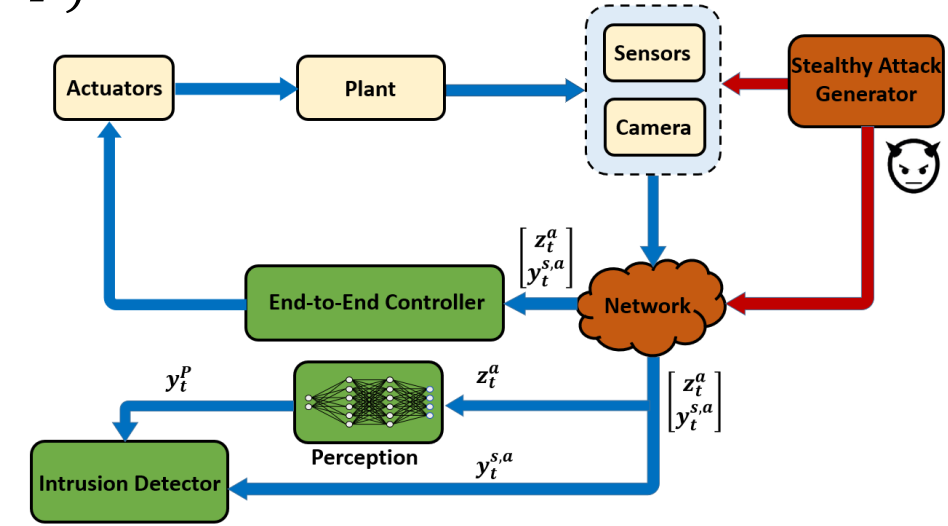 Sensors
Stealthy Attack
Generator
Actuators
Plant
Camera
[z_t^a
y_t^{s,a}]
End-to-End Controller
Network
z_t^a
[z_t^a
y_t^{s,a}]
y_t^P
Perception
y_t^{s,a}
Intrusion Detector